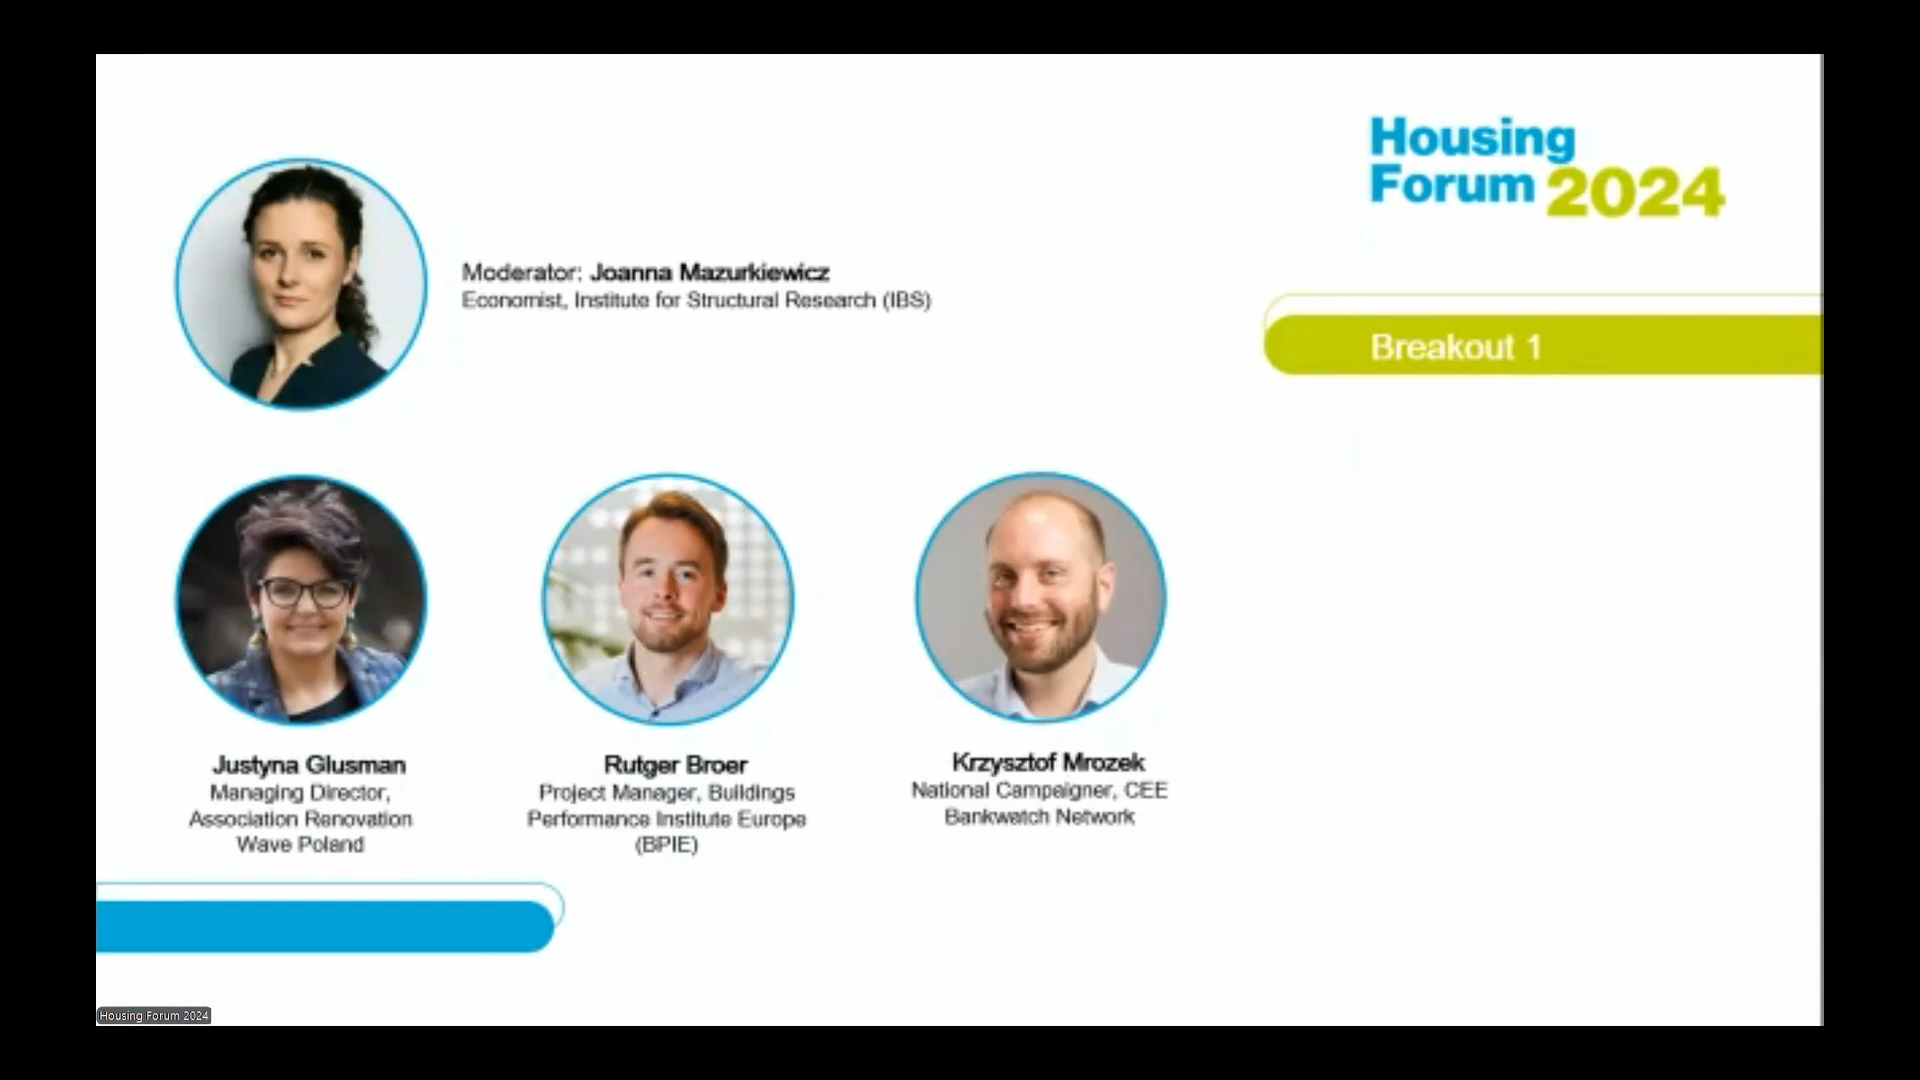 Housing
Forum 2024
Breakout 1
Moderator: Joanna Mazurkiewicz
Economist, Institute for Structural Research (IBS)
Justyna Glusman
Managing Director,
Association Renovation
Wave Poland
Rutger Broer
Project Manager, Buildings
Performance Institute Europe
(BPIE)
Krzysztof Mrozek
National Campaigner, CEE
Bankwatch Network
Housing Forum 2024